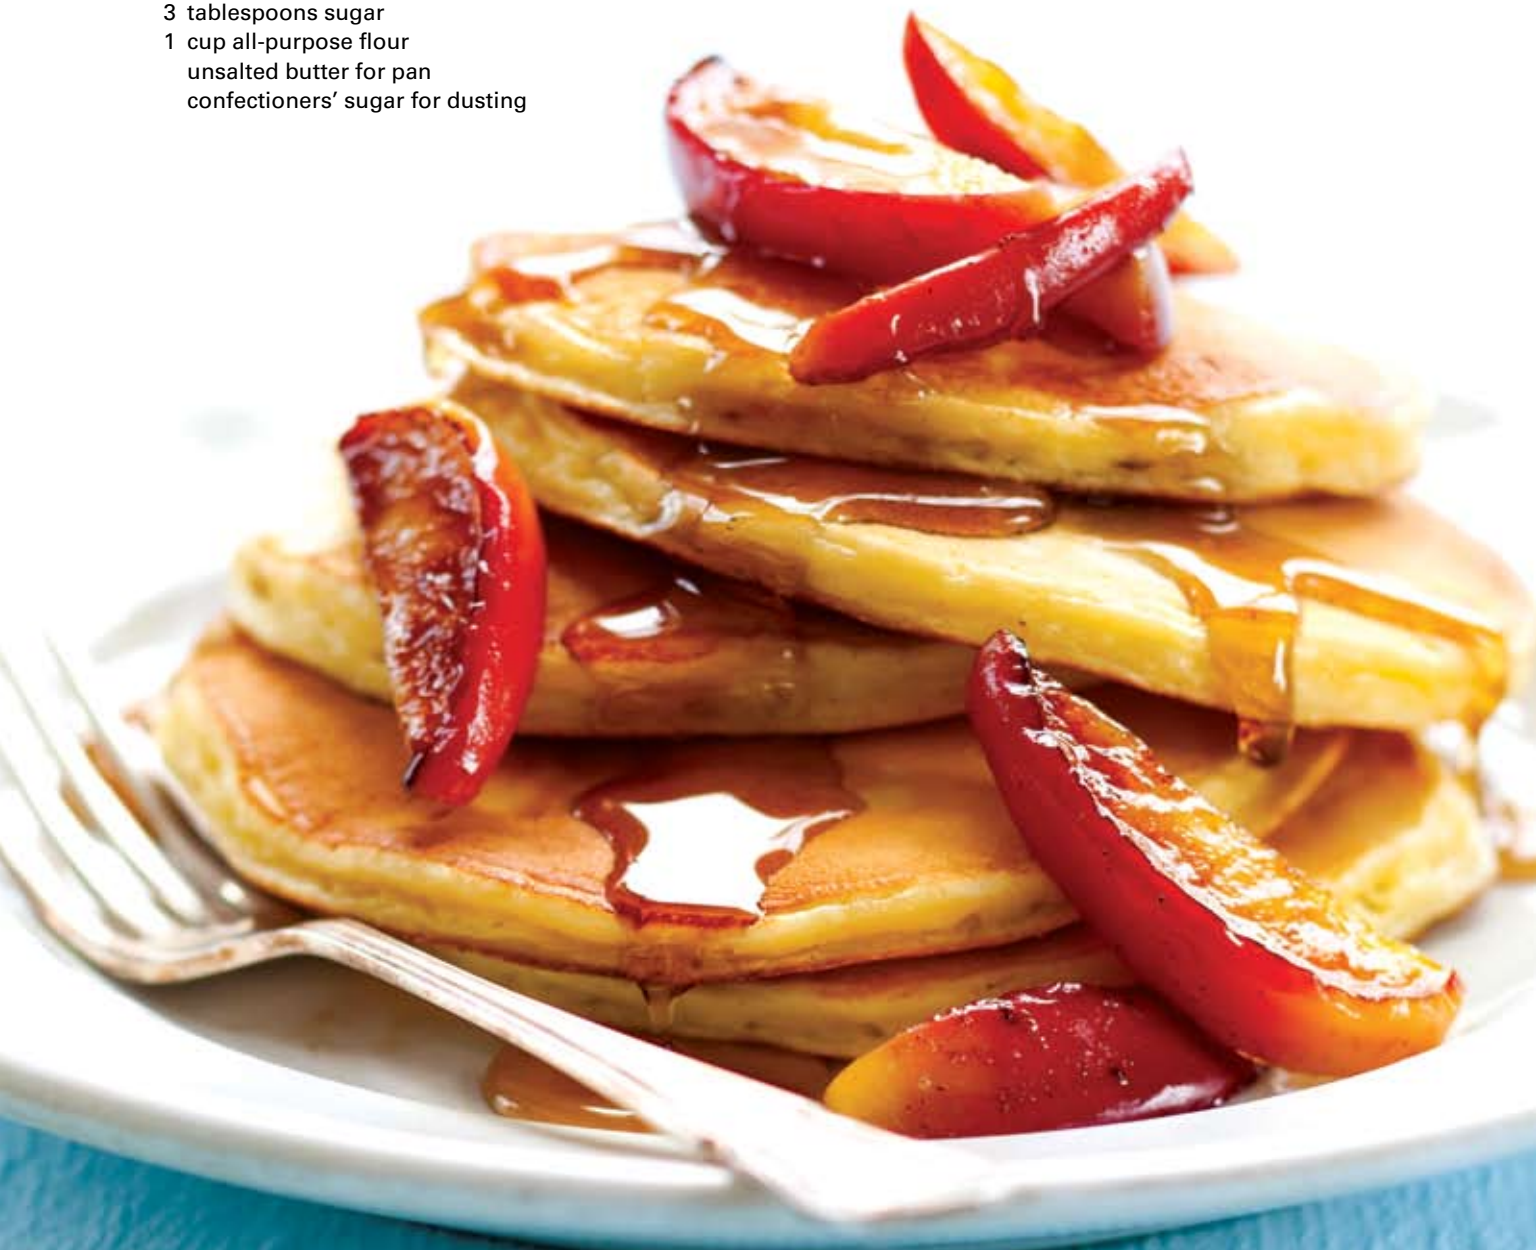 3 tablespoons sugar
1 cup all-purpose flour
unsalted butter for pan
confectioners’ sugar for dusting